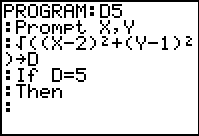 PROGRAM:D5
:Prompt X,Y
:√((X-2)²+(Y-1)²
)→D
:If D=5
:Then
: